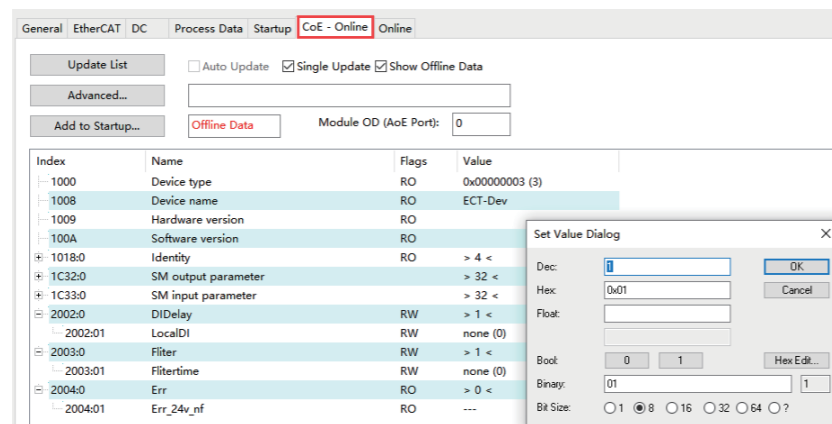 General EtherCAT DC Process Data Startup CoE - Online Online
Update List Auto Update Single Update Show Offline Data
Advanced...
Add to Startup... Offline Data Module OD (AoE Port): 0
Index Name Flags Value
1000 Device type RO 0x00000003 (3)
1008 Device name RO ECT-Dev
1009 Hardware version RO
100A Software version RO
1018:0 Identity RO > 4 <
1C32:0 SM output parameter > 32 <
1C33:0 SM input parameter > 32 <
2002:0 DIDelay RW > 1 <
2002:01 LocalDI RW none (0)
2003:0 Fliter RW > 1 <
2003:01 Flitertime RW none (0)
2004:0 Err RO > 0 <
2004:01 Err_24v_nf RO ---
Set Value Dialog X
Dec: 1 OK
Hex: 0x01 Cancel
Float:
Bool: 0 1 Hex Edit...
Binary: 01 1
Bit Size: 1 8 16 32 64 ?